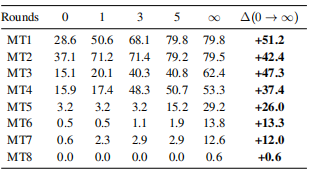 Rounds 0 1 3 5 ∞ Δ(0 → ∞)
MT1 28.6 50.6 68.1 79.8 79.8 +51.2
MT2 37.1 71.2 71.4 79.2 79.5 +42.4
MT3 15.1 20.1 40.3 40.8 62.4 +47.3
MT4 15.9 17.4 48.3 50.7 53.3 +37.4
MT5 3.2 3.2 3.2 15.2 29.2 +26.0
MT6 0.5 0.5 1.1 1.9 13.8 +13.3
MT7 0.6 2.3 2.9 2.9 12.6 +12.0
MT8 0.0 0.0 0.0 0.0 0.6 +0.6